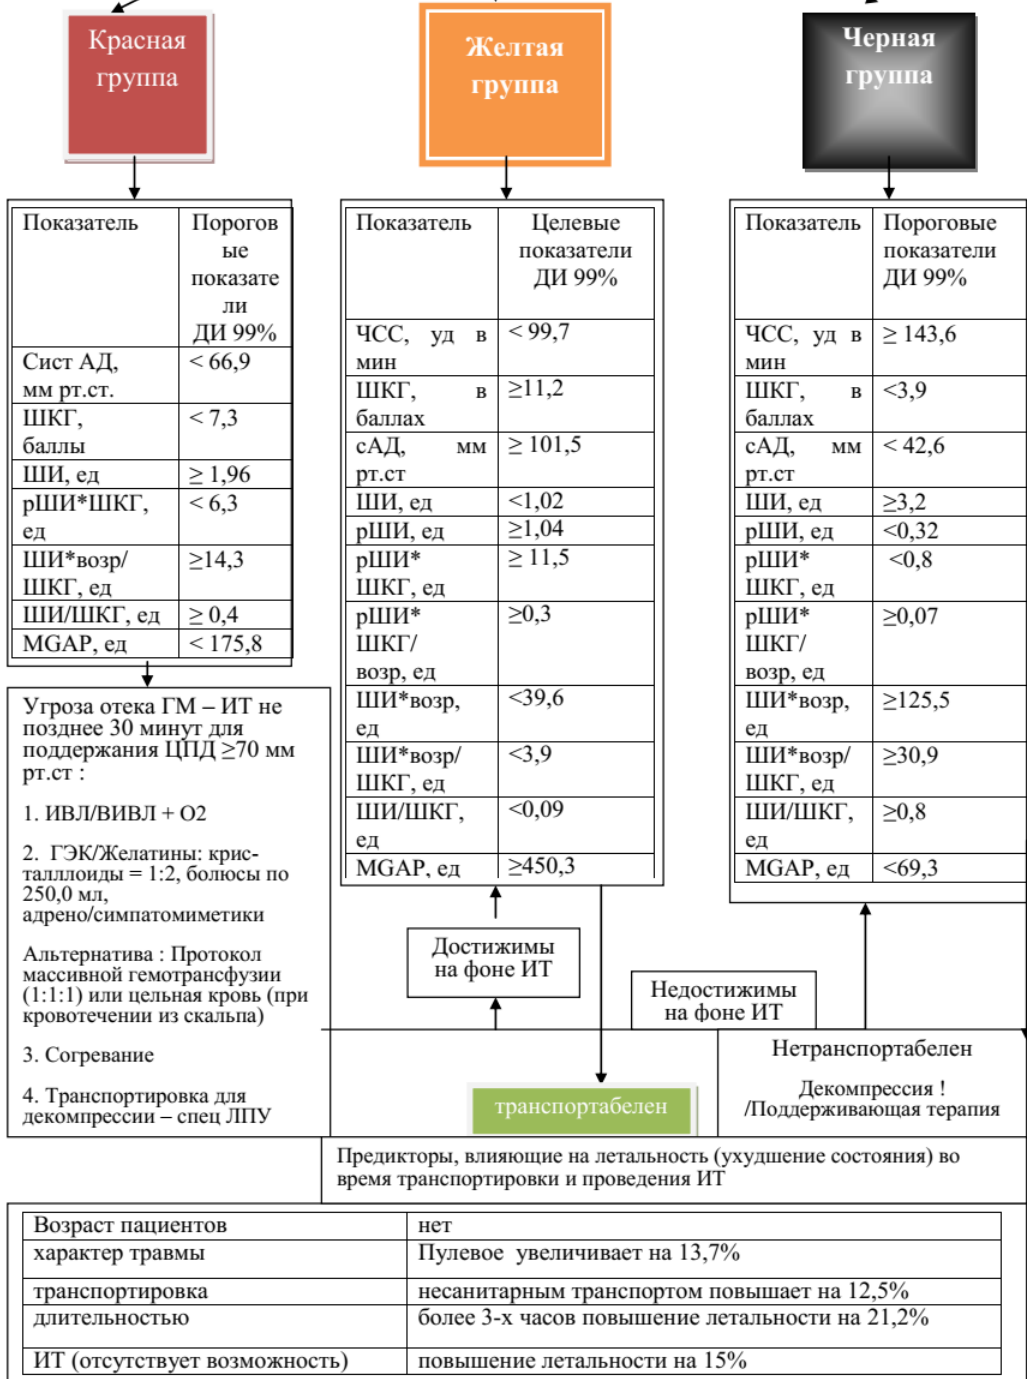 Красная
группа
Желтая
группа
Черная
группа
Показатель
Порогов
ые
показате
ли
ДИ 99%
Сист АД,
мм рт.ст.
< 66,9
ШКГ,
баллы
< 7,3
ШИ, ед
≥ 1,96
рШИ*ШКГ,
ед
< 6,3
ШИ*возр/
ШКГ, ед
≥14,3
ШИ/ШКГ, ед
≥ 0,4
MGAP, ед
< 175,8
Показатель
Целевые
показатели
ДИ 99%
ЧСС, уд в
мин
< 99,7
ШКГ, в
баллах
≥11,2
сАД, мм
рт.ст
≥ 101,5
ШИ, ед
<1,02
рШИ, ед
≥1,04
рШИ*
ШКГ, ед
≥ 11,5
рШИ*
ШКГ/
возр, ед
≥0,3
ШИ*возр,
ед
<39,6
ШИ*возр/
ШКГ, ед
<3,9
ШИ/ШКГ,
ед
<0,09
MGAP, ед
≥450,3
Показатель
Пороговые
показатели
ДИ 99%
ЧСС, уд в
мин
≥ 143,6
ШКГ, в
баллах
<3,9
сАД, мм
рт.ст
< 42,6
ШИ, ед
≥3,2
рШИ, ед
<0,32
рШИ*
ШКГ, ед
<0,8
рШИ*
ШКГ/
возр, ед
≥0,07
ШИ*возр,
ед
≥125,5
ШИ*возр/
ШКГ, ед
≥30,9
ШИ/ШКГ,
ед
≥0,8
MGAP, ед
<69,3
Угроза отека ГМ – ИТ не
позднее 30 минут для
поддержания ЦПД ≥70 мм
рт.ст :
1. ИВЛ/ВИВЛ + О2
2. ГЭК/Желатины: крис-
талллоиды = 1:2, болюсы по
250,0 мл,
адрено/симпатомиметики
Альтернатива : Протокол
массивной гемотрансфузии
(1:1:1) или цельная кровь (при
кровотечении из скальпа)
3. Согревание
4. Транспортировка для
декомпрессии – спец ЛПУ
Достижимы
на фоне ИТ
Недостижимы
на фоне ИТ
транспортабелен
Нетранспортабелен
Декомпрессия !
/Поддерживающая терапия
Предикторы, влияющие на летальность (ухудшение состояния) во
время транспортировки и проведения ИТ
Возраст пациентов
нет
характер травмы
Пулевое увеличивает на 13,7%
транспортировка
несанитарным транспортом повышает на 12,5%
длительностью
более 3-х часов повышение летальности на 21,2%
ИТ (отсутствует возможность)
повышение летальности на 15%